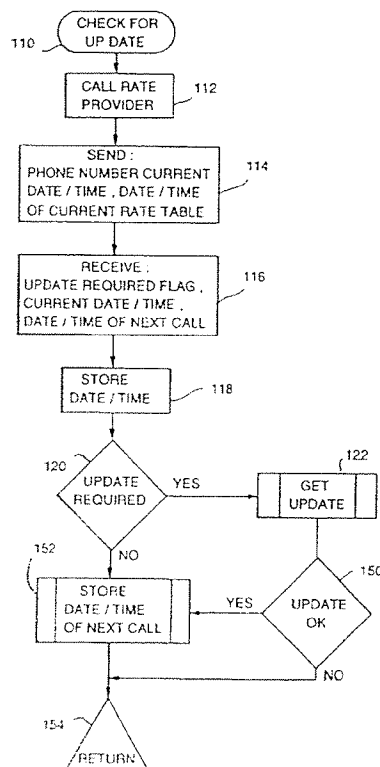 110
CHECK FOR
UP DATE
CALL RATE
PROVIDER
112
SEND :
PHONE NUMBER CURRENT
DATE / TIME , DATE / TIME
OF CURRENT RATE TABLE
114
RECEIVE :
UPDATE REQUIRED FLAG ,
CURRENT DATE / TIME ,
DATE / TIME OF NEXT CALL
116
STORE
DATE / TIME
118
120
UPDATE
REQUIRED
YES
122
GET
UPDATE
NO
152
STORE
DATE / TIME
OF NEXT CALL
YES
150
UPDATE
OK
NO
154
RETURN